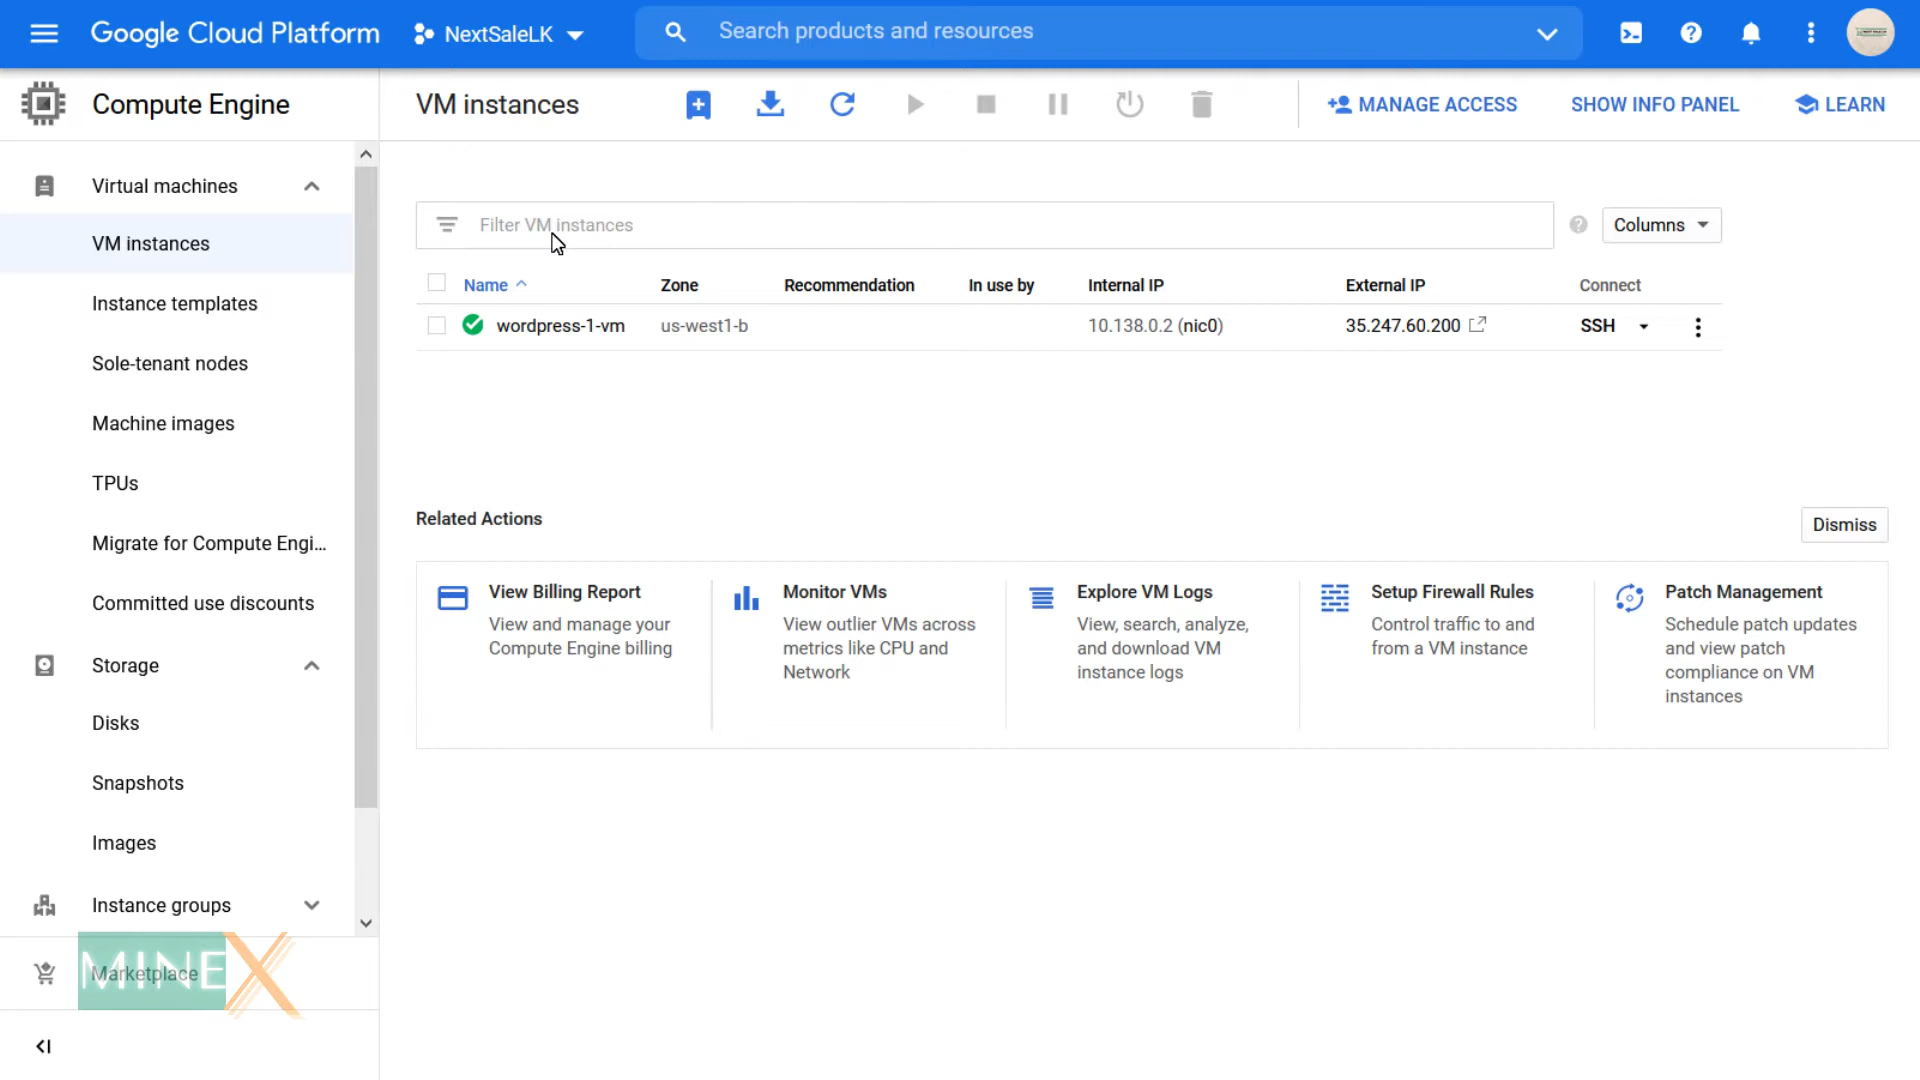 Google Cloud Platform
NextSaleLK
Search products and resources
Compute Engine
VM instances
MANAGE ACCESS
SHOW INFO PANEL
LEARN
Virtual machines
VM instances
Instance templates
Sole-tenant nodes
Machine images
TPUs
Migrate for Compute Engi...
Committed use discounts
Storage
Disks
Snapshots
Images
Instance groups
Marketplace
MINEX
Filter VM instances
Columns
Name Zone Recommendation In use by Internal IP External IP Connect
wordpress-1-vm us-west1-b 10.138.0.2 (nic0) 35.247.60.200 SSH
Related Actions
Dismiss
View Billing Report
View and manage your
Compute Engine billing
Monitor VMs
View outlier VMs across
metrics like CPU and
Network
Explore VM Logs
View, search, analyze,
and download VM
instance logs
Setup Firewall Rules
Control traffic to and
from a VM instance
Patch Management
Schedule patch updates
and view patch
compliance on VM
instances